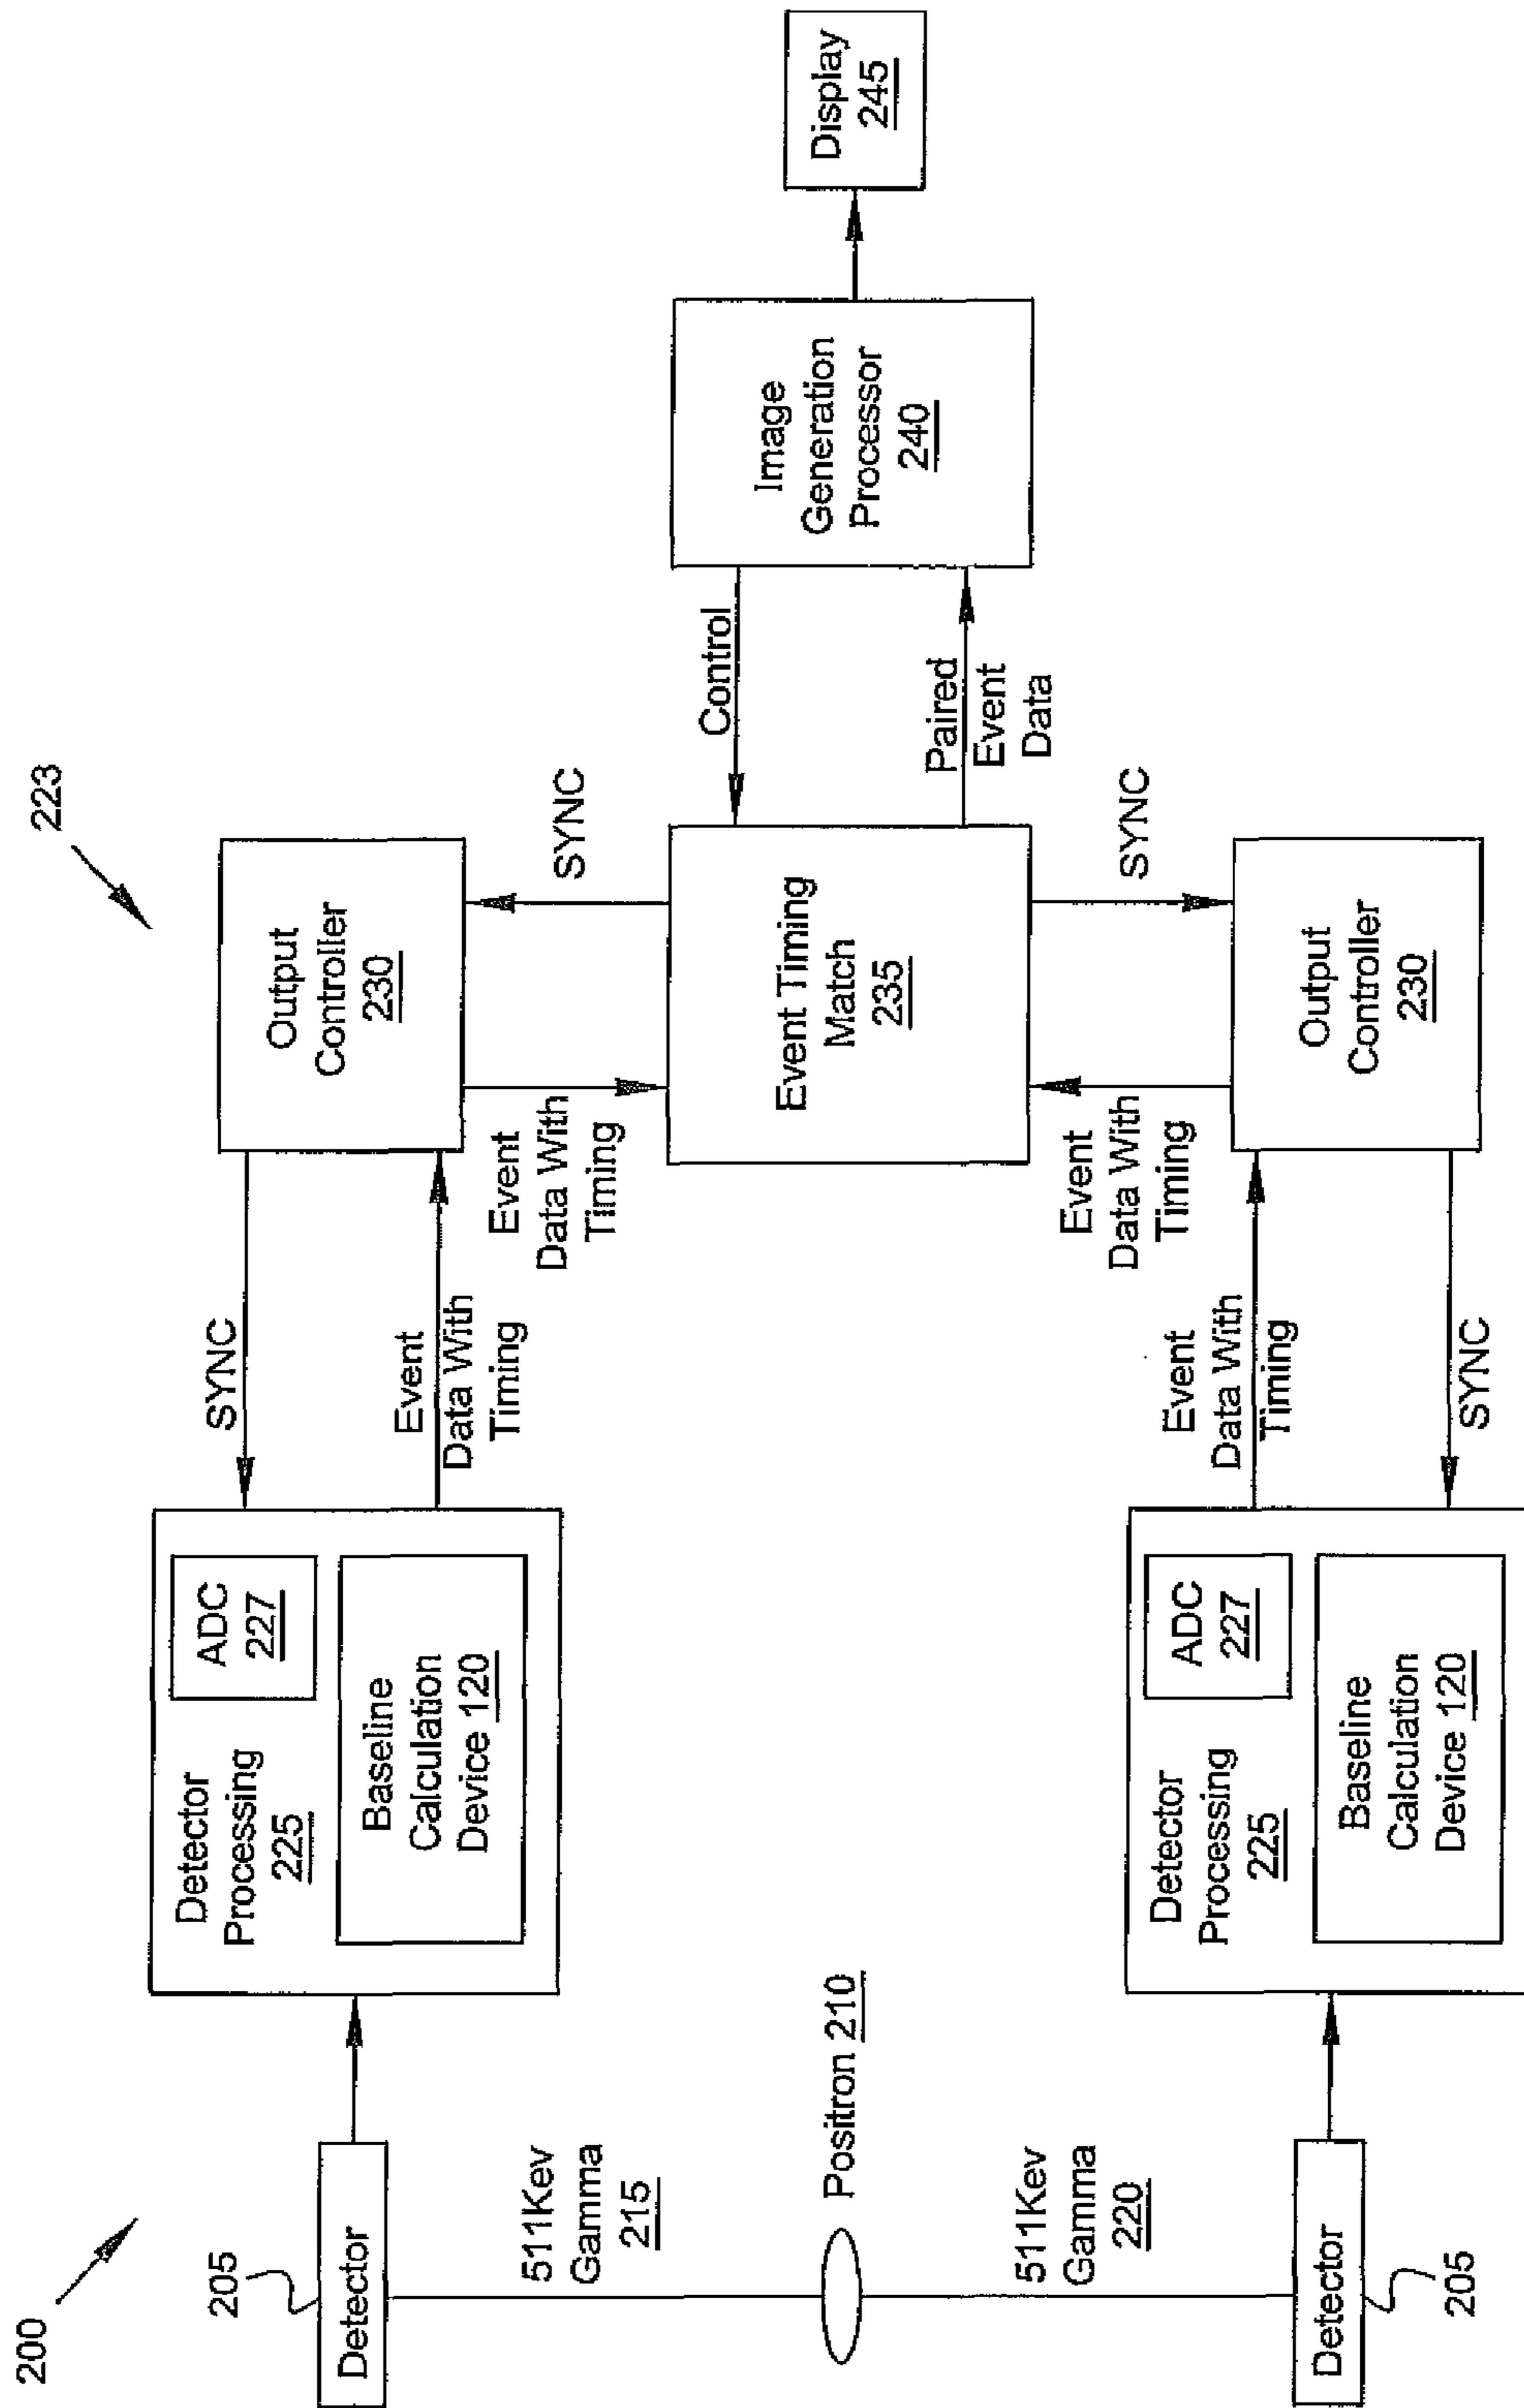 200
223
205
Detector
511Kev
Gamma
215
Positron 210
511Kev
Gamma
220
Detector
205
Detector
Processing
225
ADC
227
Baseline
Calculation
Device 120
SYNC
Event
Data With
Timing
Output
Controller
230
Event
Data With
Timing
SYNC
Event Timing
Match
235
Control
Paired
Event
Data
Image
Generation
Processor
240
Display
245
Detector
Processing
225
ADC
227
Baseline
Calculation
Device 120
Event
Data With
Timing
SYNC
Event
Data With
Timing
SYNC
Output
Controller
230